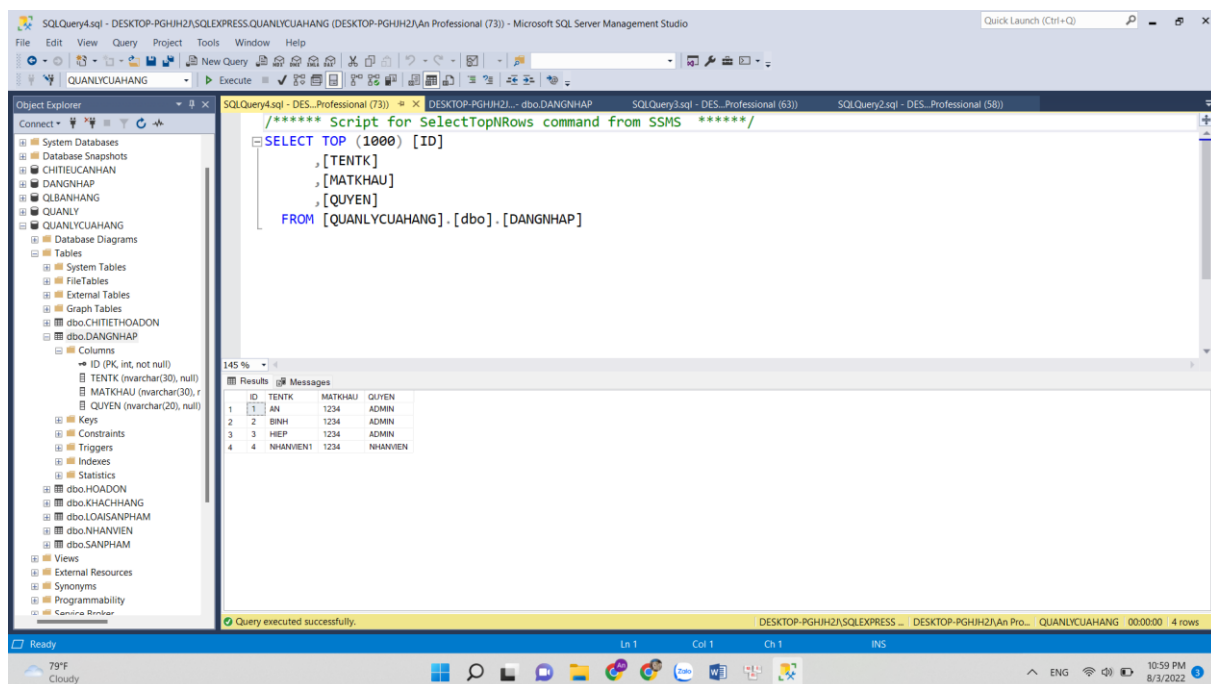 SQLQuery4.sql - DESKTOP-PGHJH2J\SQLEXPRESS.QUANLYCUAHANG (DESKTOP-PGHJH2J\An Professional (73)) - Microsoft SQL Server Management Studio
Quick Launch (Ctrl+Q)
File Edit View Query Project Tools Window Help
New Query
QUANLYCUAHANG
Execute
Object Explorer
SQLQuery4.sql - DES...Professional (73))
DESKTOP-PGHJH2J...- dbo.DANGNHAP
SQLQuery3.sql - DES...Professional (63))
SQLQuery2.sql - DES...Professional (58))
Connect
System Databases
Database Snapshots
CHITIEUCANHAN
DANGNHAP
QLBANHANG
QUANLY
QUANLYCUAHANG
Database Diagrams
Tables
System Tables
FileTables
External Tables
Graph Tables
dbo.CHITIETHOADON
dbo.DANGNHAP
Columns
ID (PK, int, not null)
TENTK (nvarchar(30), null)
MATKHAU (nvarchar(30), r
QUYEN (nvarchar(20), null)
Keys
Constraints
Triggers
Indexes
Statistics
dbo.HOADON
dbo.KHACHHANG
dbo.LOAISANPHAM
dbo.NHANVIEN
dbo.SANPHAM
Views
External Resources
Synonyms
Programmability
Service Broker
/****** Script for SelectTopNRows command from SSMS ******/
SELECT TOP (1000) [ID]
,[TENTK]
,[MATKHAU]
,[QUYEN]
FROM [QUANLYCUAHANG].[dbo].[DANGNHAP]
145 %
Results Messages
ID TENTK MATKHAU QUYEN
1 1 AN 1234 ADMIN
2 2 BINH 1234 ADMIN
3 3 HIEP 1234 ADMIN
4 4 NHANVIEN1 1234 NHANVIEN
Query executed successfully.
DESKTOP-PGHJH2J\SQLEXPRESS ... DESKTOP-PGHJH2J\An Pro... QUANLYCUAHANG 00:00:00 4 rows
Ready Ln 1 Col 1 Ch 1 INS
79°F
Cloudy
An
Zalo
W
ENG
10:59 PM
8/3/2022
3